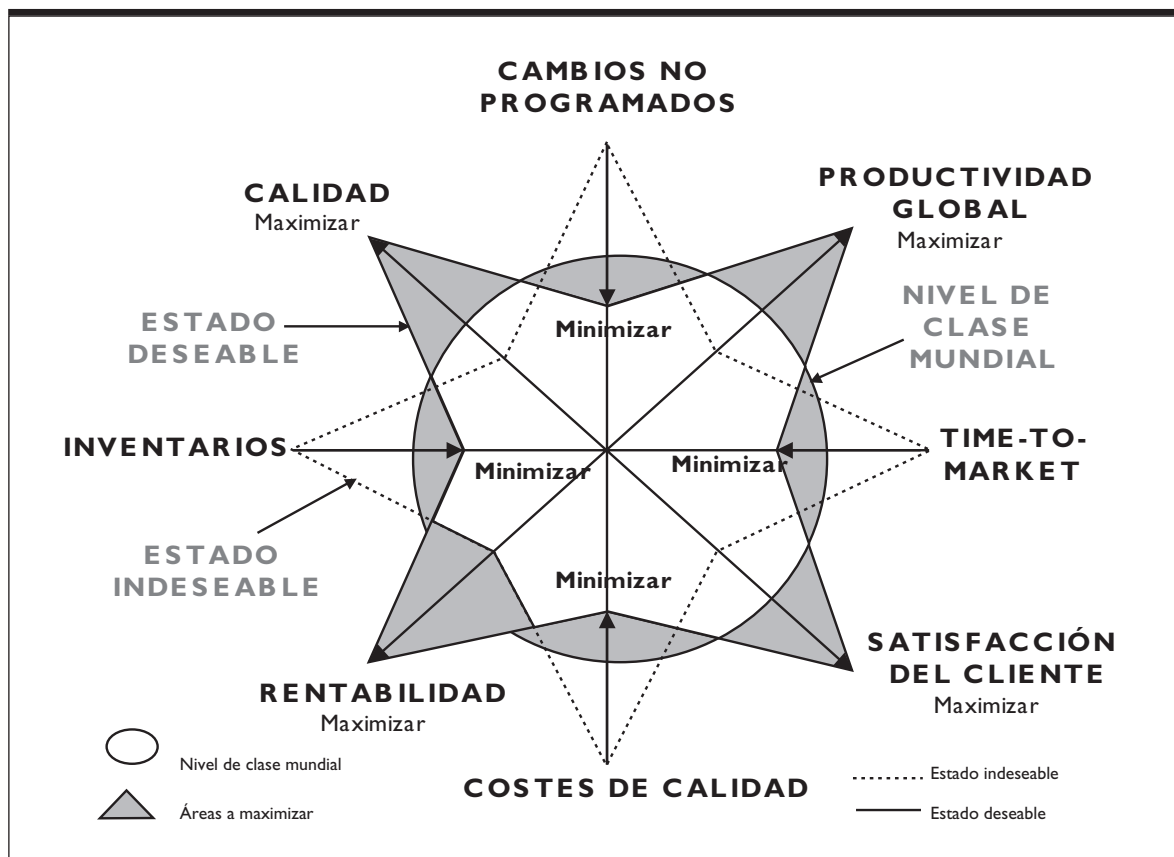 CAMBIOS NO
PROGRAMADOS
CALIDAD
Maximizar
PRODUCTIVIDAD
GLOBAL
Maximizar
ESTADO
DESEABLE
Minimizar
NIVEL DE
CLASE
MUNDIAL
INVENTARIOS
Minimizar
Minimizar
TIME-TO-
MARKET
ESTADO
INDESEABLE
Minimizar
RENTABILIDAD
Maximizar
SATISFACCIÓN
DEL CLIENTE
Maximizar
COSTES DE CALIDAD
Nivel de clase mundial
Áreas a maximizar
Estado indeseable
Estado deseable